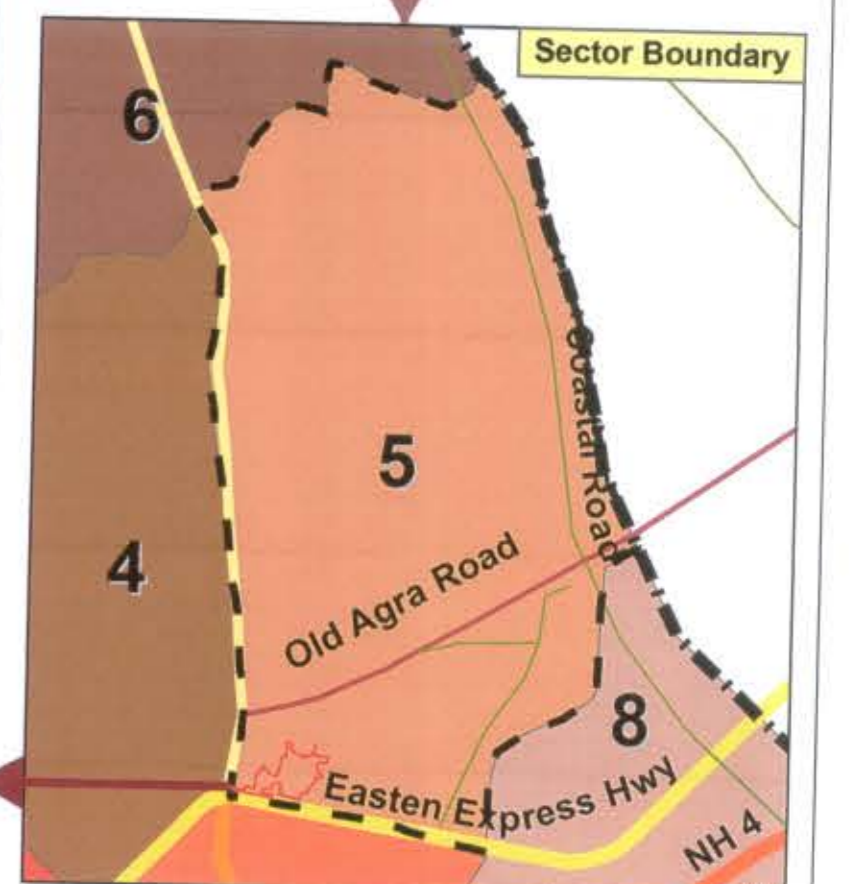 Sector Boundary
6
5
Coastal Road
4
Old Agra Road
8
Easten Express Hwy
NH 4